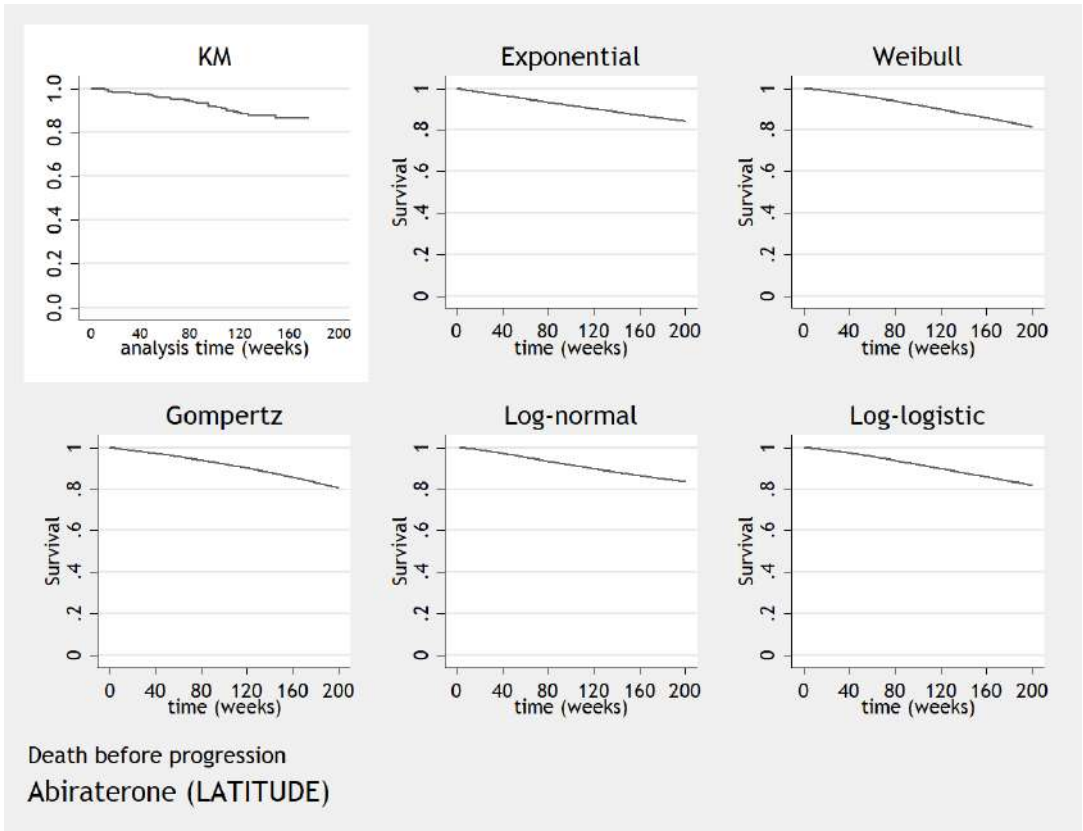 KM
1.0
0.8
0.6
0.4
0.2
0.0
0 40 80 120 160 200
analysis time (weeks)
Exponential
Survival
1
.8
.6
.4
.2
0
0 40 80 120 160 200
time (weeks)
Weibull
Survival
1
.8
.6
.4
.2
0
0 40 80 120 160 200
time (weeks)
Gompertz
Survival
1
.8
.6
.4
.2
0
0 40 80 120 160 200
time (weeks)
Log-normal
Survival
1
.8
.6
.4
.2
0
0 40 80 120 160 200
time (weeks)
Log-logistic
Survival
1
.8
.6
.4
.2
0
0 40 80 120 160 200
time (weeks)
Death before progression
Abiraterone (LATITUDE)